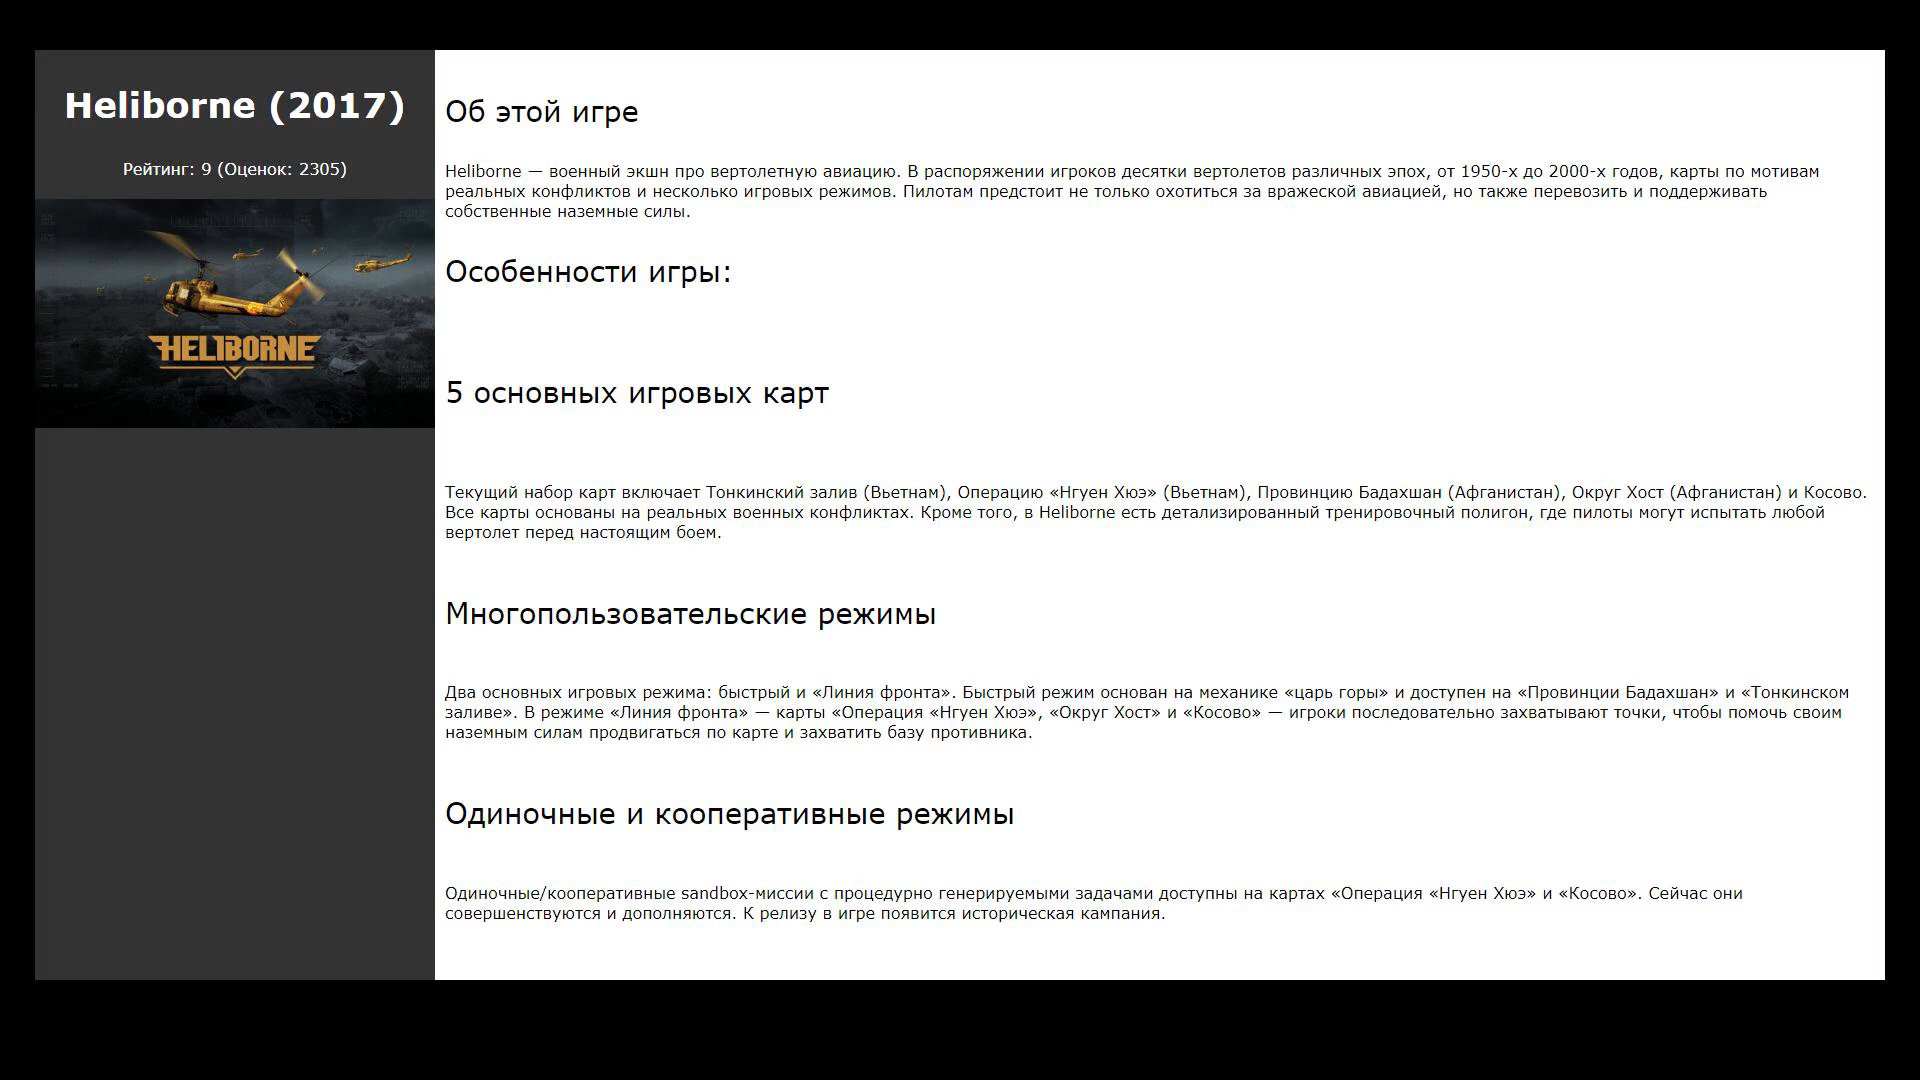 Heliborne (2017)
Рейтинг: 9 (Оценок: 2305)
HELIBORNE
Об этой игре
Heliborne — военный экшн про вертолетную авиацию. В распоряжении игроков десятки вертолетов различных эпох, от 1950-х до 2000-х годов, карты по мотивам
реальных конфликтов и несколько игровых режимов. Пилотам предстоит не только охотиться за вражеской авиацией, но также перевозить и поддерживать
собственные наземные силы.
Особенности игры:
5 основных игровых карт
Текущий набор карт включает Тонкинский залив (Вьетнам), Операцию «Нгуен Хюэ» (Вьетнам), Провинцию Бадахшан (Афганистан), Округ Хост (Афганистан) и Косово.
Все карты основаны на реальных военных конфликтах. Кроме того, в Heliborne есть детализированный тренировочный полигон, где пилоты могут испытать любой
вертолет перед настоящим боем.
Многопользовательские режимы
Два основных игровых режима: быстрый и «Линия фронта». Быстрый режим основан на механике «царь горы» и доступен на «Провинции Бадахшан» и «Тонкинском
заливе». В режиме «Линия фронта» — карты «Операция «Нгуен Хюэ», «Округ Хост» и «Косово» — игроки последовательно захватывают точки, чтобы помочь своим
наземным силам продвигаться по карте и захватить базу противника.
Одиночные и кооперативные режимы
Одиночные/кооперативные sandbox-миссии с процедурно генерируемыми задачами доступны на картах «Операция «Нгуен Хюэ» и «Косово». Сейчас они
совершенствуются и дополняются. К релизу в игре появится историческая кампания.